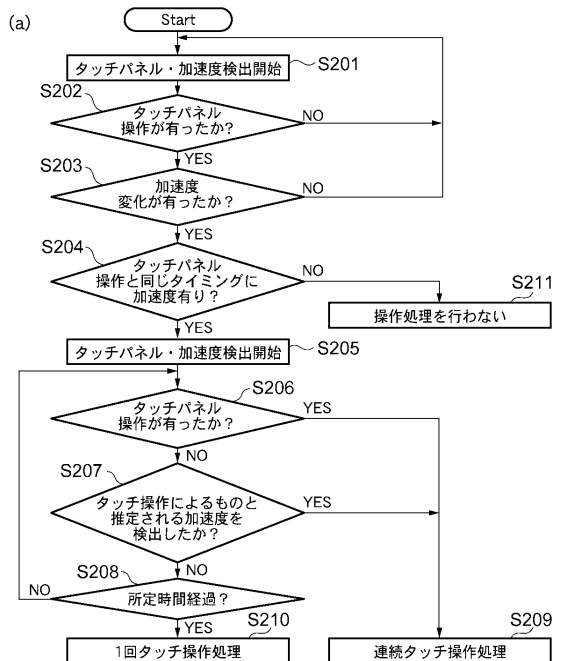 (a)
Start
タッチパネル・加速度検出開始
S201
S202
タッチパネル
操作が有ったか?
NO
YES
S203
加速度
変化が有ったか?
NO
YES
S204
タッチパネル
操作と同じタイミングに
加速度有り?
NO
S211
操作処理を行わない
YES
タッチパネル・加速度検出開始
S205
S206
タッチパネル
操作が有ったか?
YES
NO
S207
タッチ操作によるものと
推定される加速度を
検出したか?
YES
NO
S208
所定時間経過?
NO
YES
S210
1回タッチ操作処理
S209
連続タッチ操作処理